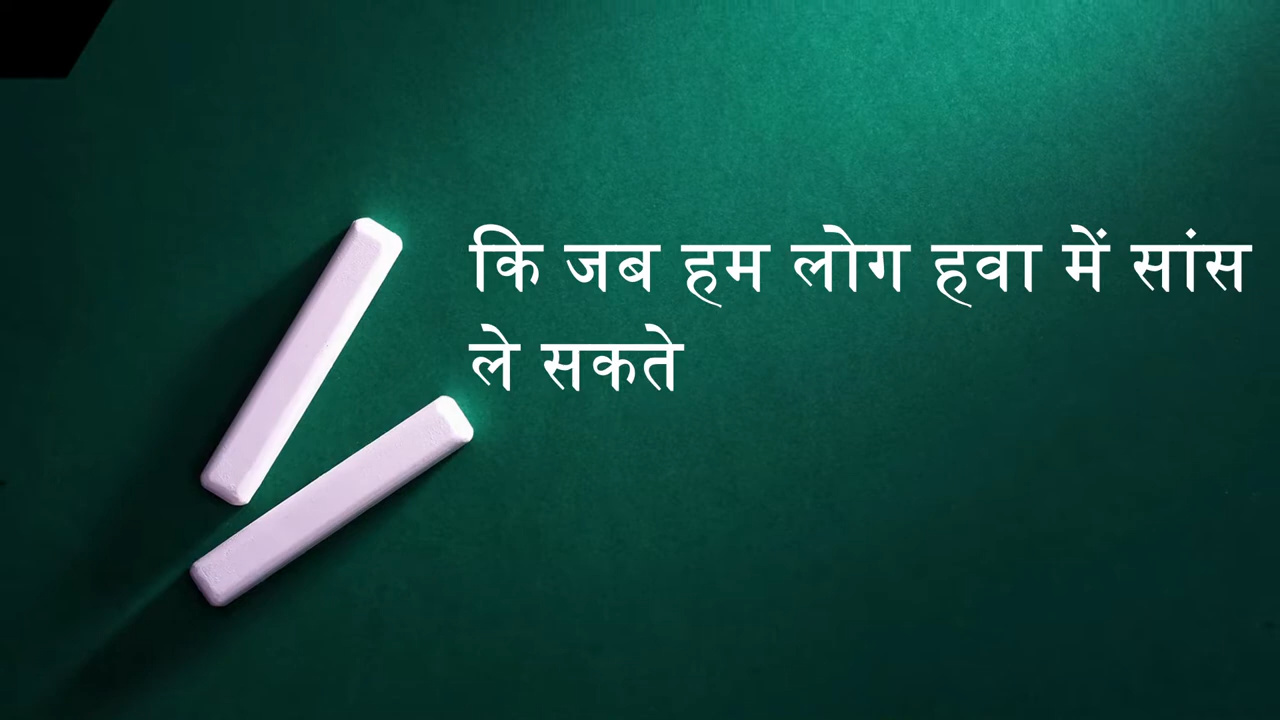 कि जब हम लोग हवा में सांस
ले सकते